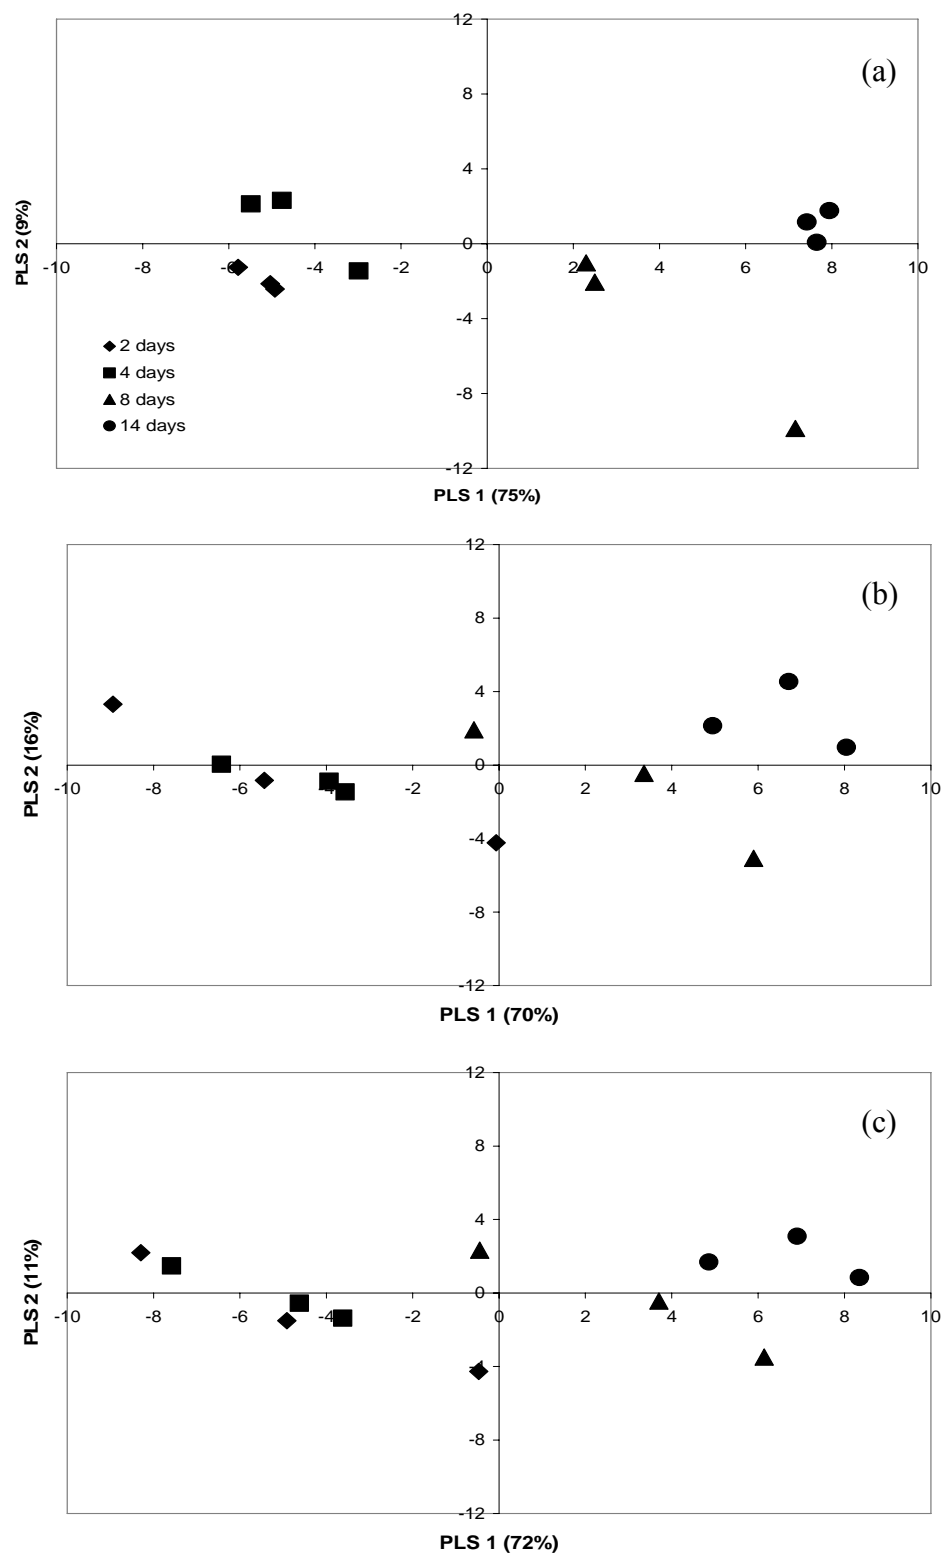 (a)
12
8
4
0
-4
-8
-12
-10 -8 -6 -4 -2 0 2 4 6 8 10
PLS 2 (9%)
2 days
4 days
8 days
14 days
PLS 1 (75%)
(b)
12
8
4
0
-4
-8
-12
-10 -8 -6 -4 -2 0 2 4 6 8 10
PLS 2 (16%)
PLS 1 (70%)
(c)
12
8
4
0
-4
-8
-12
-10 -8 -6 -4 -2 0 2 4 6 8 10
PLS 2 (11%)
PLS 1 (72%)